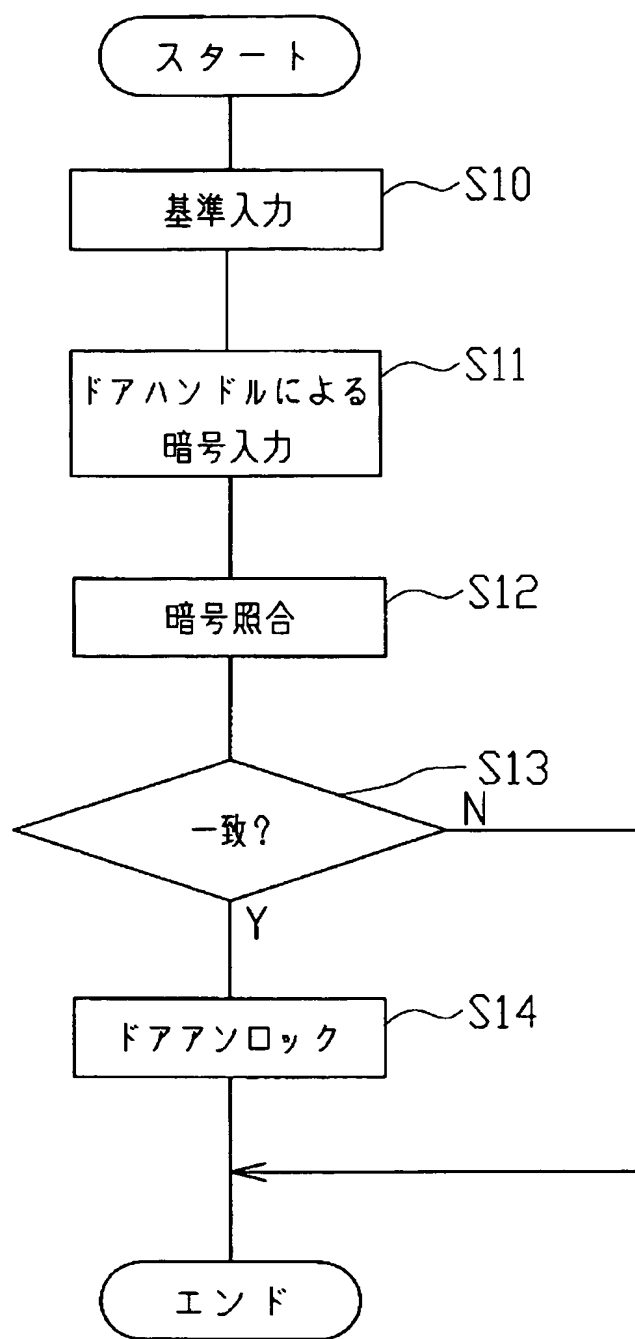 スタート
基準入力
S10
ドアハンドルによる
暗号入力
S11
暗号照合
S12
一致?
S13
N
Y
ドアアンロック
S14
エンド